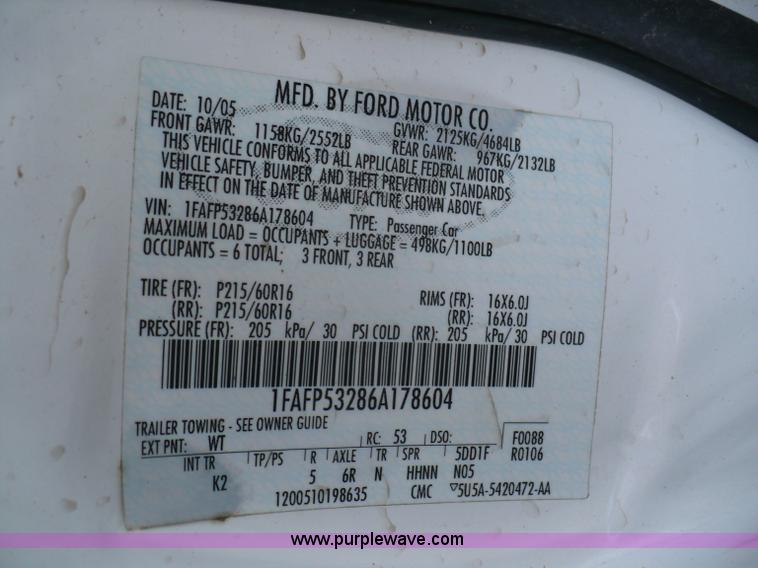 MFD. BY FORD MOTOR CO.
DATE: 10/05 GVWR: 2125KG/4684LB
FRONT GAWR: 1158KG/2552LB REAR GAWR: 967KG/2132LB
THIS VEHICLE CONFORMS TO ALL APPLICABLE FEDERAL MOTOR
VEHICLE SAFETY, BUMPER, AND THEFT PREVENTION STANDARDS
IN EFFECT ON THE DATE OF MANUFACTURE SHOWN ABOVE.
VIN: 1FAFP53286A178604 TYPE: Passenger Car
MAXIMUM LOAD = OCCUPANTS + LUGGAGE = 498KG/1100LB
OCCUPANTS = 6 TOTAL; 3 FRONT, 3 REAR
TIRE (FR): P215/60R16 RIMS (FR): 16X6.0J
(RR): P215/60R16 (RR): 16X6.0J
PRESSURE (FR): 205 kPa/ 30 PSI COLD (RR): 205 kPa/ 30 PSI COLD
1FAFP53286A178604
TRAILER TOWING - SEE OWNER GUIDE
EXT PNT: WT RC: 53 DSO: F0088
INT TR TP/PS R AXLE TR SPR 5DD1F R0106
K2 5 6R N HHNN N05
1200510198635 CMC ▽5U5A-5420472-AA
www.purplewave.com